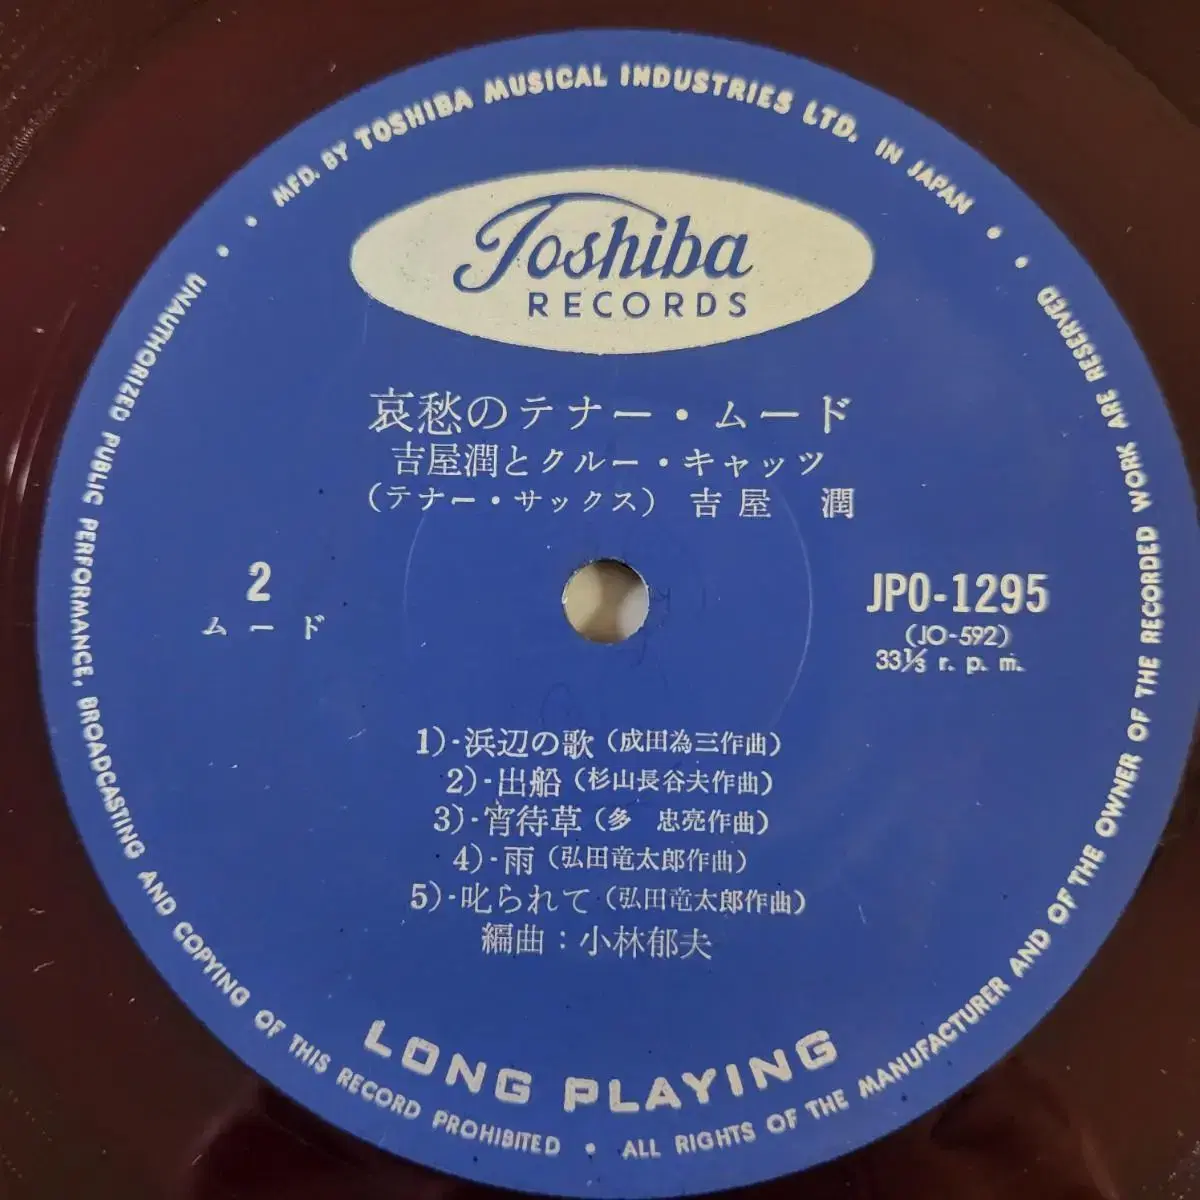 MFD. BY TOSHIBA MUSICAL INDUSTRIES LTD. IN JAPAN
Toshiba
RECORDS
哀愁のテナー・ムード
吉屋潤とクルー・キャッツ
(テナー・サックス) 吉屋 潤
2
ムード
JPO-1295
(JO-592)
33⅓ r. p. m.
1)・浜辺の歌 (成田為三作曲)
2)・出船 (杉山長谷夫作曲)
3)・宵待草 (多 忠亮作曲)
4)・雨 (弘田竜太郎作曲)
5)・叱られて (弘田竜太郎作曲)
編曲:小林郁夫
LONG PLAYING
UNAUTHORIZED PUBLIC PERFORMANCE, BROADCASTING AND COPYING OF THIS RECORD PROHIBITED • ALL RIGHTS OF THE MANUFACTURER AND OF THE OWNER OF THE RECORDED WORK ARE RESERVED